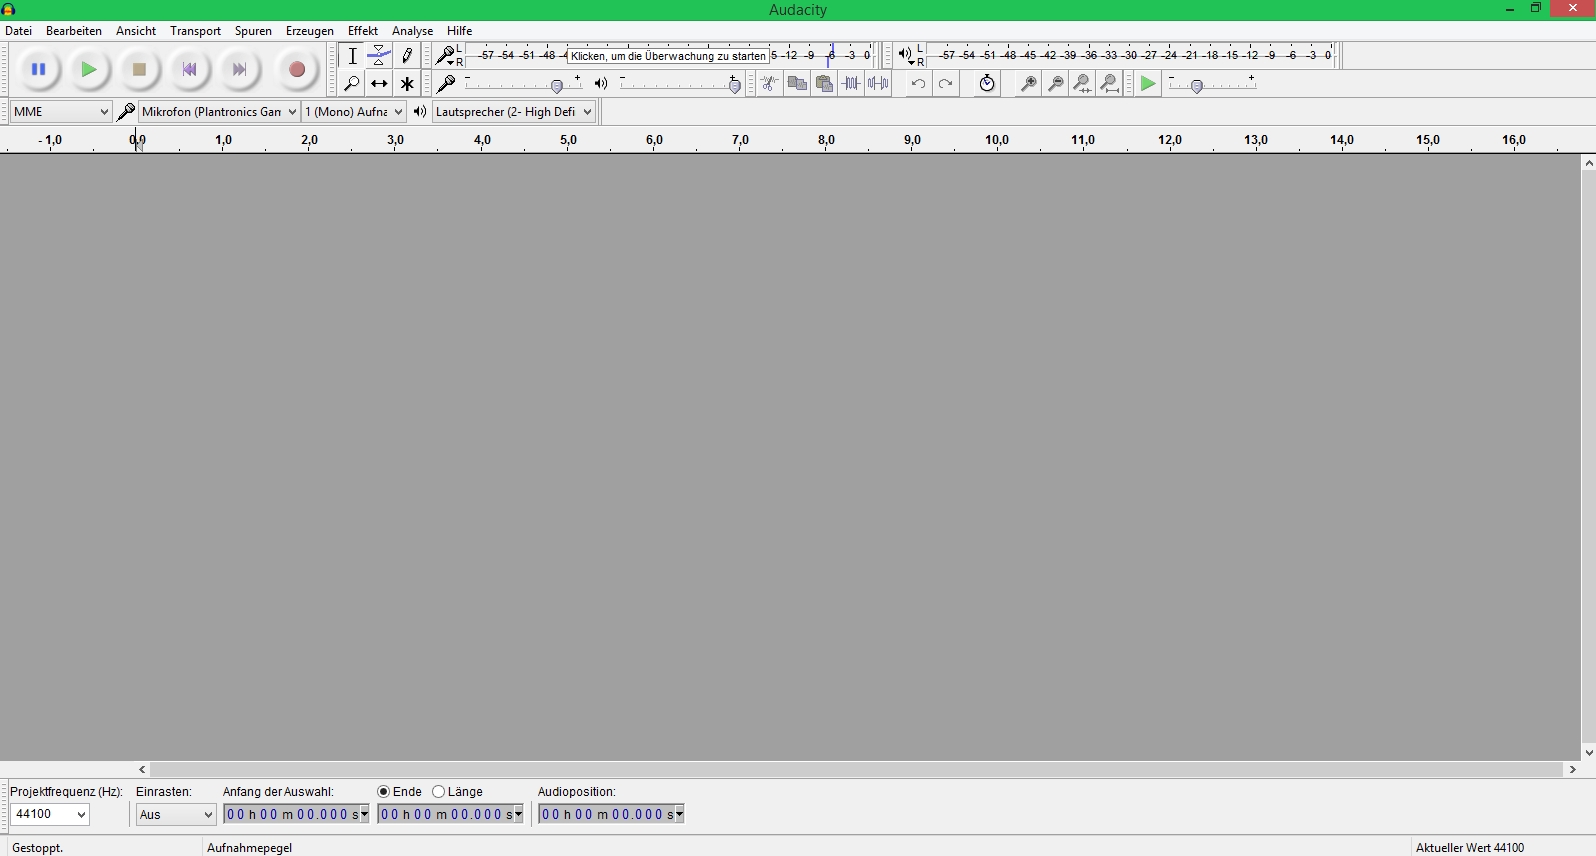 Audacity
Datei Bearbeiten Ansicht Transport Spuren Erzeugen Effekt Analyse Hilfe
L R -57 -54 -51 -48 Klicken, um die Überwachung zu starten -12 -9 -6 -3 0 L R -57 -54 -51 -48 -45 -42 -39 -36 -33 -30 -27 -24 -21 -18 -15 -12 -9 -6 -3 0
- + - + - +
MME Mikrofon (Plantronics Gam 1 (Mono) Aufna Lautsprecher (2- High Defi
- 1,0 0,0 1,0 2,0 3,0 4,0 5,0 6,0 7,0 8,0 9,0 10,0 11,0 12,0 13,0 14,0 15,0 16,0
Projektfrequenz (Hz): Einrasten: Anfang der Auswahl: Ende Länge Audioposition:
44100 Aus 00 h 00 m 00.000 s 00 h 00 m 00.000 s 00 h 00 m 00.000 s
Gestoppt. Aufnahmepegel Aktueller Wert 44100